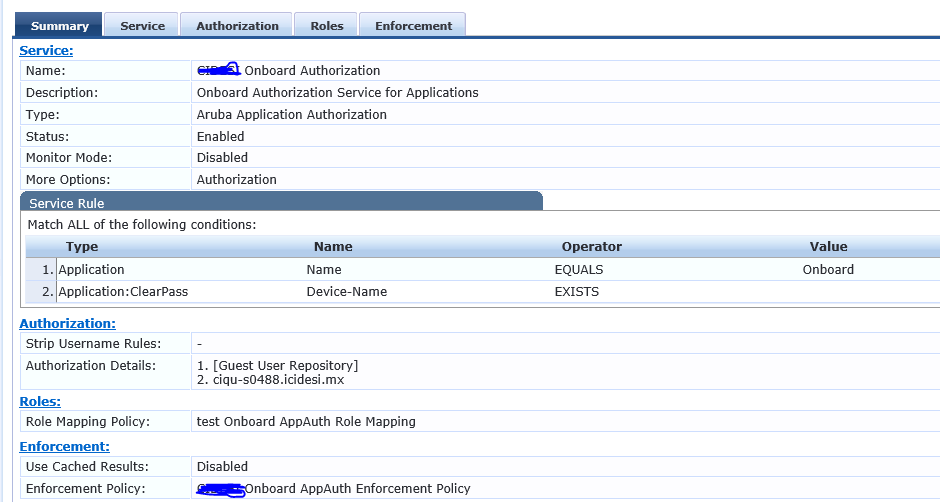 Summary Service Authorization Roles Enforcement
Service:
Name: Onboard Authorization
Description: Onboard Authorization Service for Applications
Type: Aruba Application Authorization
Status: Enabled
Monitor Mode: Disabled
More Options: Authorization
Service Rule
Match ALL of the following conditions:
Type Name Operator Value
1. Application Name EQUALS Onboard
2. Application:ClearPass Device-Name EXISTS
Authorization:
Strip Username Rules: -
Authorization Details: 1. [Guest User Repository]
2. ciqu-s0488.icidesi.mx
Roles:
Role Mapping Policy: test Onboard AppAuth Role Mapping
Enforcement:
Use Cached Results: Disabled
Enforcement Policy: Onboard AppAuth Enforcement Policy